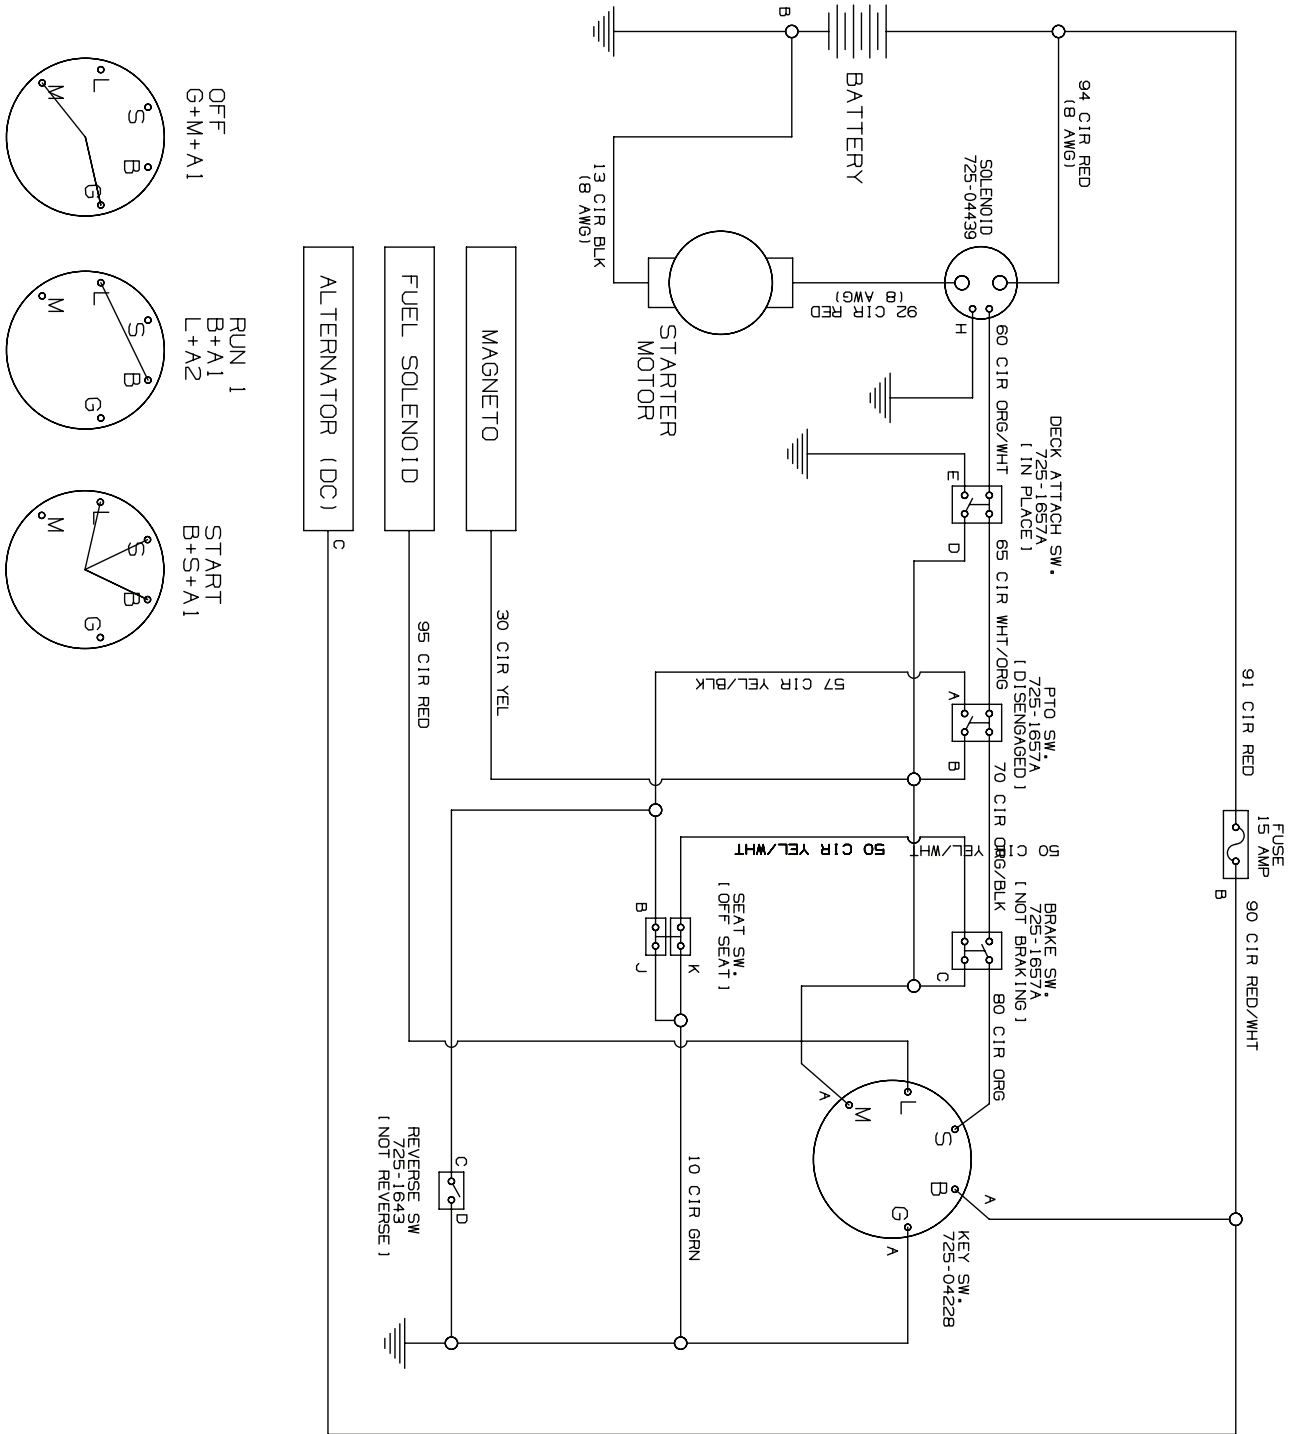 B
BATTERY
94 CIR RED
(8 AWG)
13 CIR BLK
(8 AWG)
SOLENOID
725-04439
92 CIR RED
(8 AWG)
H
STARTER
MOTOR
60 CIR ORG/WHT
DECK ATTACH SW.
725-1657A
[ IN PLACE ]
E
D
65 CIR WHT/ORG
PTO SW.
725-1657A
[ DISENGAGED ]
A
B
57 CIR YEL/BLK
70 CIR ORG/BLK
50 CIR YEL/WHT
50 CIR YEL/WHT
BRAKE SW.
725-1657A
[ NOT BRAKING ]
C
80 CIR ORG
SEAT SW.
[ OFF SEAT ]
B
J
K
91 CIR RED
FUSE
15 AMP
B
90 CIR RED/WHT
KEY SW.
725-04228
M
L
S
B
G
A
A
A
10 CIR GRN
REVERSE SW
725-1643
[ NOT REVERSE ]
C
D
MAGNETO
30 CIR YEL
FUEL SOLENOID
95 CIR RED
ALTERNATOR (DC)
C
OFF
G+M+A1
L
S
B
G
M
RUN 1
B+A1
L+A2
L
S
B
G
M
START
B+S+A1
L
S
B
G
M